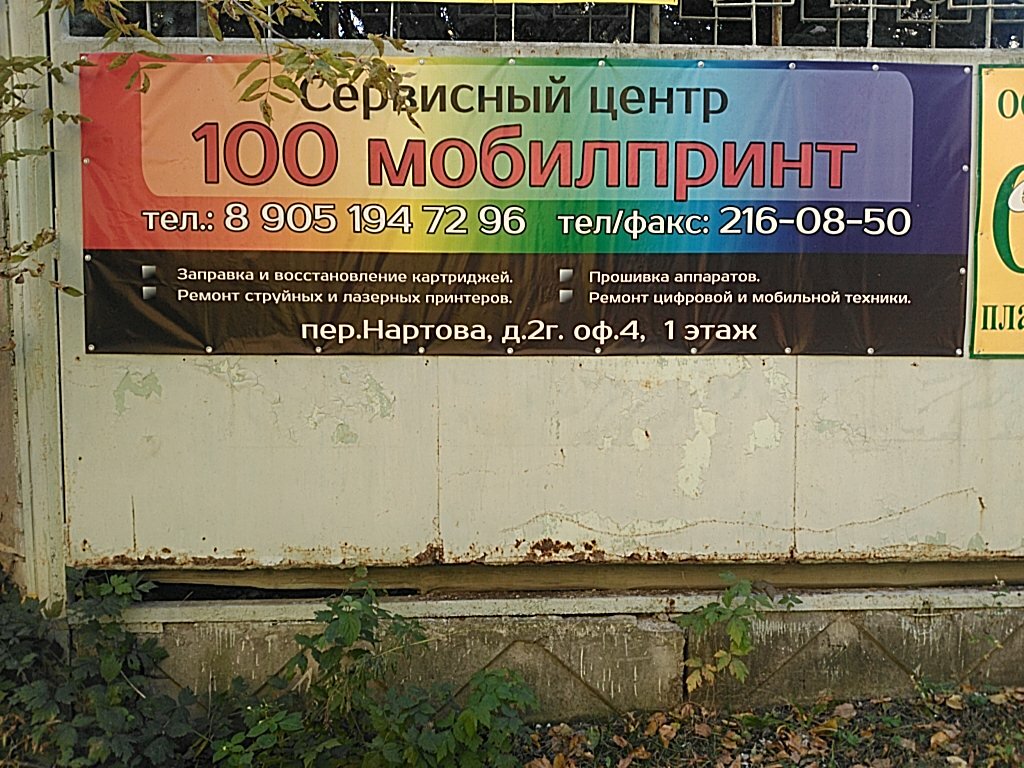 Сервисный центр
100 мобилпринт
тел.: 8 905 194 72 96 тел/факс: 216-08-50
Заправка и восстановление картриджей.
Ремонт струйных и лазерных принтеров.
Прошивка аппаратов.
Ремонт цифровой и мобильной техники.
пер.Нартова, д.2г. оф.4, 1 этаж